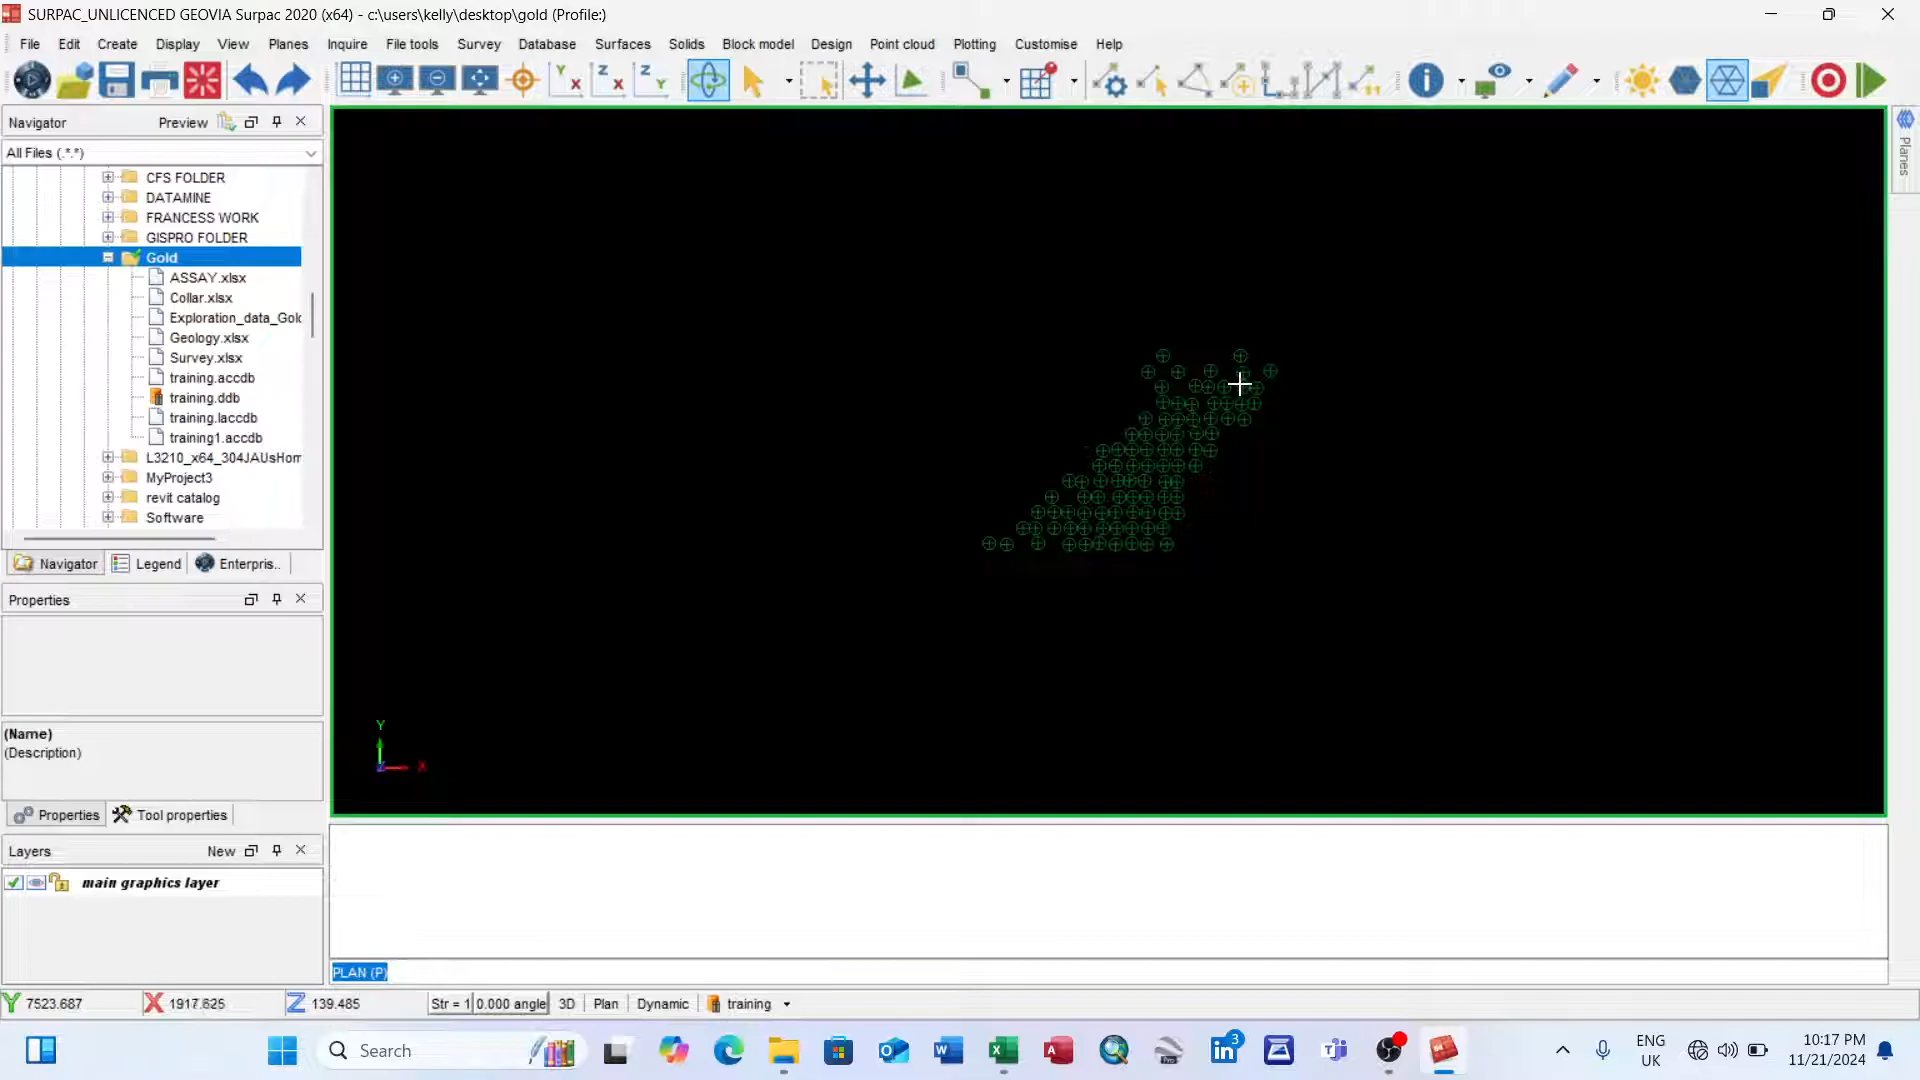 SURPAC_UNLICENCED GEOVIA Surpac 2020 (x64) - c:\users\kelly\desktop\gold (Profile:)
File Edit Create Display View Planes Inquire File tools Survey Database Surfaces Solids Block model Design Point cloud Plotting Customise Help
Navigator Preview
All Files (.*.*)
CFS FOLDER
DATAMINE
FRANCESS WORK
GISPRO FOLDER
Gold
ASSAY.xlsx
Collar.xlsx
Exploration_data_Gold
Geology.xlsx
Survey.xlsx
training.accdb
training.ddb
training.laccdb
training1.accdb
L3210_x64_304JAUsHom
MyProject3
revit catalog
Software
Navigator Legend Enterpris..
Properties
(Name)
(Description)
Properties Tool properties
Layers New
main graphics layer
Planes
Y
X
PLAN (P)
Y 7523.687 X 1917.625 Z 139.485 Str = 1 0.000 angle 3D Plan Dynamic training
Search
3
ENG
UK
10:17 PM
11/21/2024